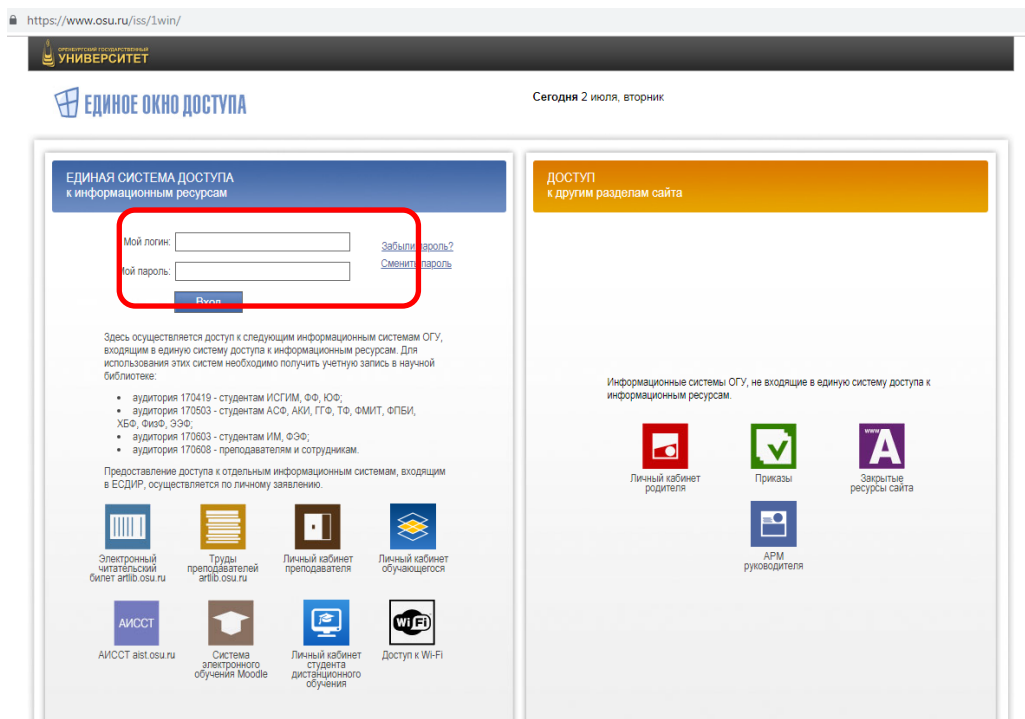 https://www.osu.ru/iss/1win/
ОРЕНБУРГСКИЙ ГОСУДАРСТВЕННЫЙ
УНИВЕРСИТЕТ
ЕДИНОЕ ОКНО ДОСТУПА
Сегодня 2 июля, вторник
ЕДИНАЯ СИСТЕМА ДОСТУПА
к информационным ресурсам
Мой логин:
Забыли пароль?
Мой пароль:
Сменить пароль
Вход
Здесь осуществляется доступ к следующим информационным системам ОГУ,
входящим в единую систему доступа к информационным ресурсам. Для
использования этих систем необходимо получить учетную запись в научной
библиотеке:
• аудитория 170419 - студентам ИСГИМ, ФФ, ЮФ;
• аудитория 170503 - студентам АСФ, АКИ, ГГФ, ТФ, ФМИТ, ФПБИ,
ХБФ, ФизФ, ЭЭФ;
• аудитория 170603 - студентам ИМ, ФЭФ;
• аудитория 170608 - преподавателям и сотрудникам.
Предоставление доступа к отдельным информационным системам, входящим
в ЕСДИР, осуществляется по личному заявлению.
Электронный
читательский
билет artlib.osu.ru
Труды
преподавателей
artlib.osu.ru
Личный кабинет
преподавателя
Личный кабинет
обучающегося
АИССТ
АИССТ aist.osu.ru
Система
электронного
обучения Moodle
Личный кабинет
студента
дистанционного
обучения
Wi Fi
Доступ к Wi-Fi
ДОСТУП
к другим разделам сайта
Информационные системы ОГУ, не входящие в единую систему доступа к
информационным ресурсам.
Личный кабинет
родителя
Приказы
www
A
Закрытые
ресурсы сайта
АРМ
руководителя